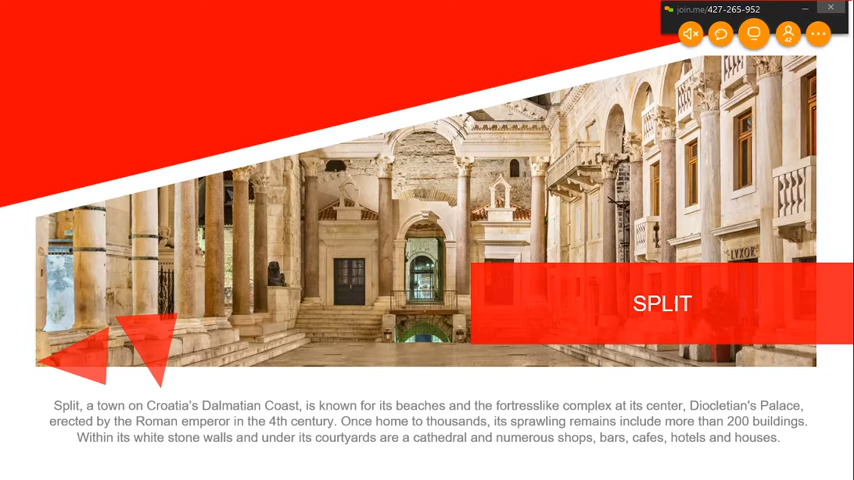 join.me/427-265-952
42
LVXOR
SPLIT
Split, a town on Croatia's Dalmatian Coast, is known for its beaches and the fortresslike complex at its center, Diocletian's Palace,
erected by the Roman emperor in the 4th century. Once home to thousands, its sprawling remains include more than 200 buildings.
Within its white stone walls and under its courtyards are a cathedral and numerous shops, bars, cafes, hotels and houses.